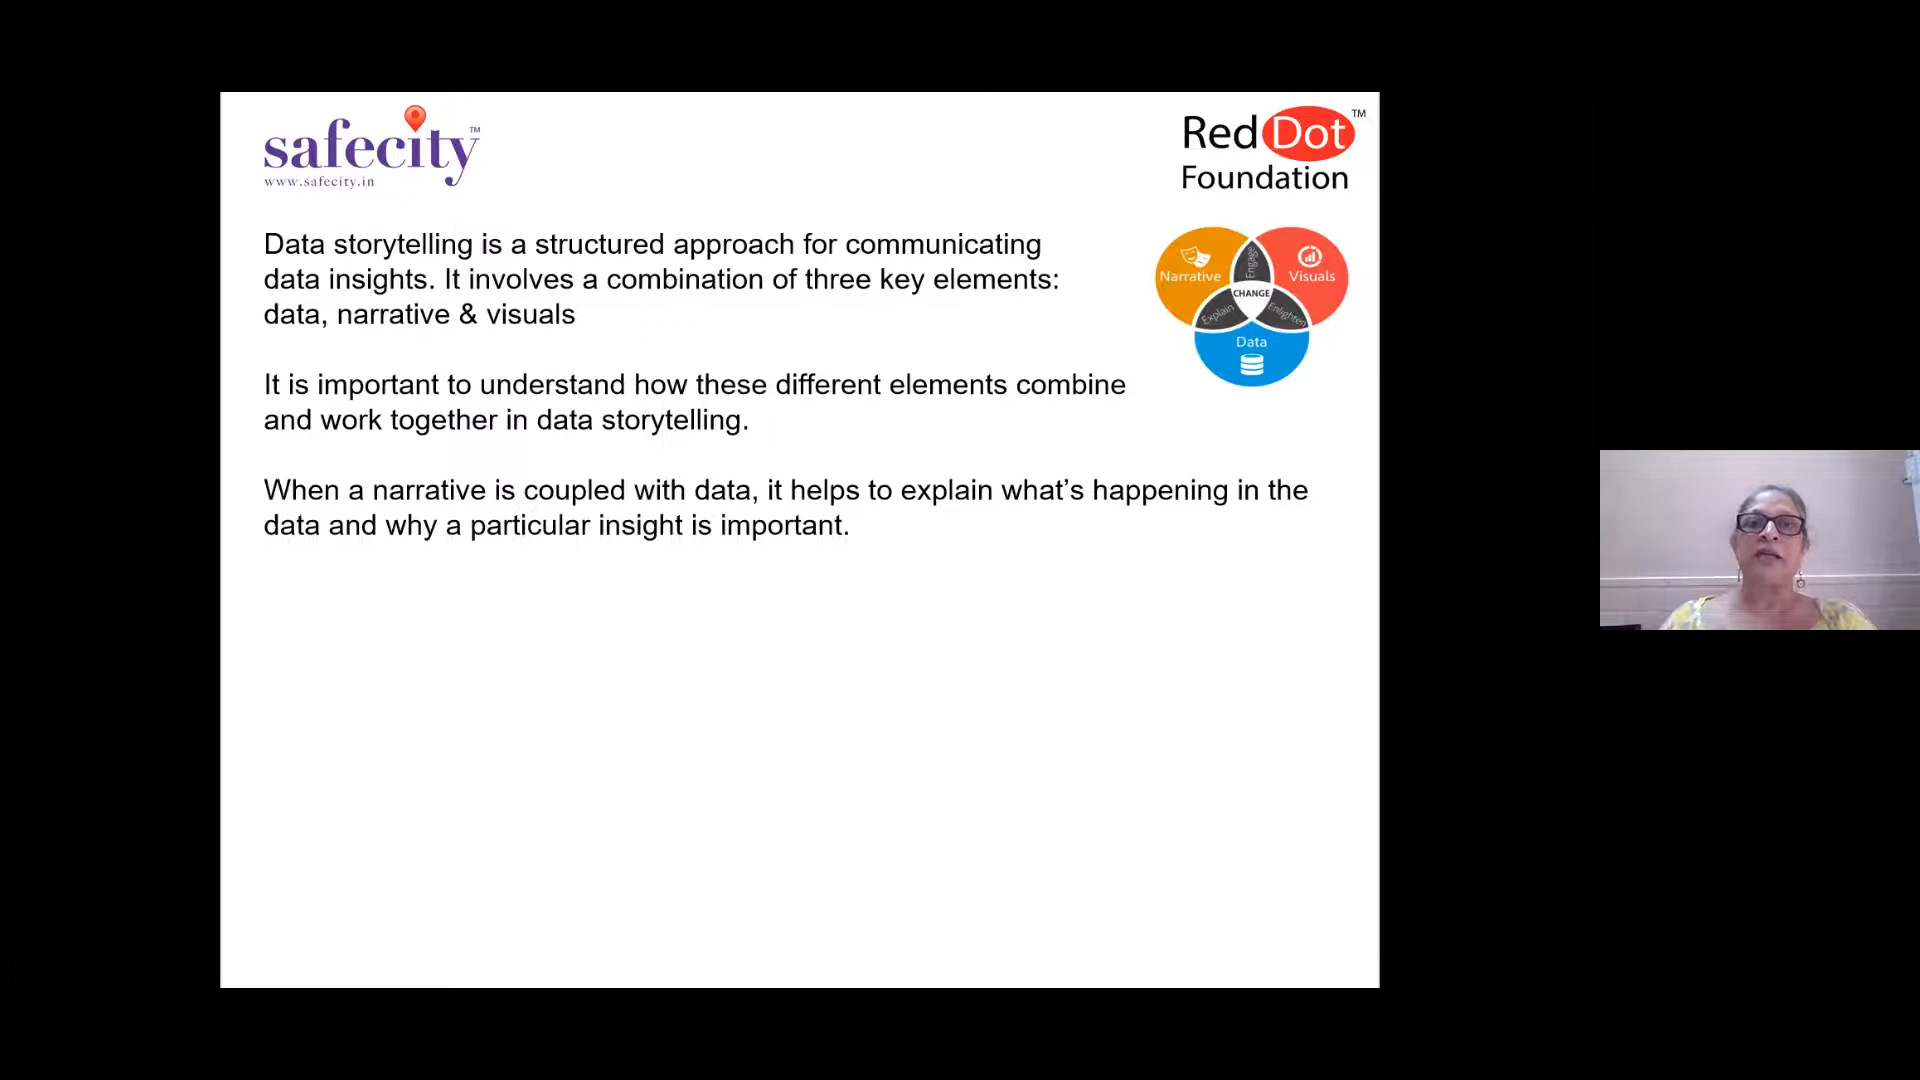 safecity™
www.safecity.in
Red Dot™
Foundation
Data storytelling is a structured approach for communicating
data insights. It involves a combination of three key elements:
data, narrative & visuals
Narrative
Engage
Visuals
CHANGE
Explain
Enlighten
Data
It is important to understand how these different elements combine
and work together in data storytelling.
When a narrative is coupled with data, it helps to explain what’s happening in the
data and why a particular insight is important.